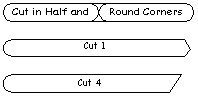 Cut in Half and Round Corners
Cut 1
Cut 4